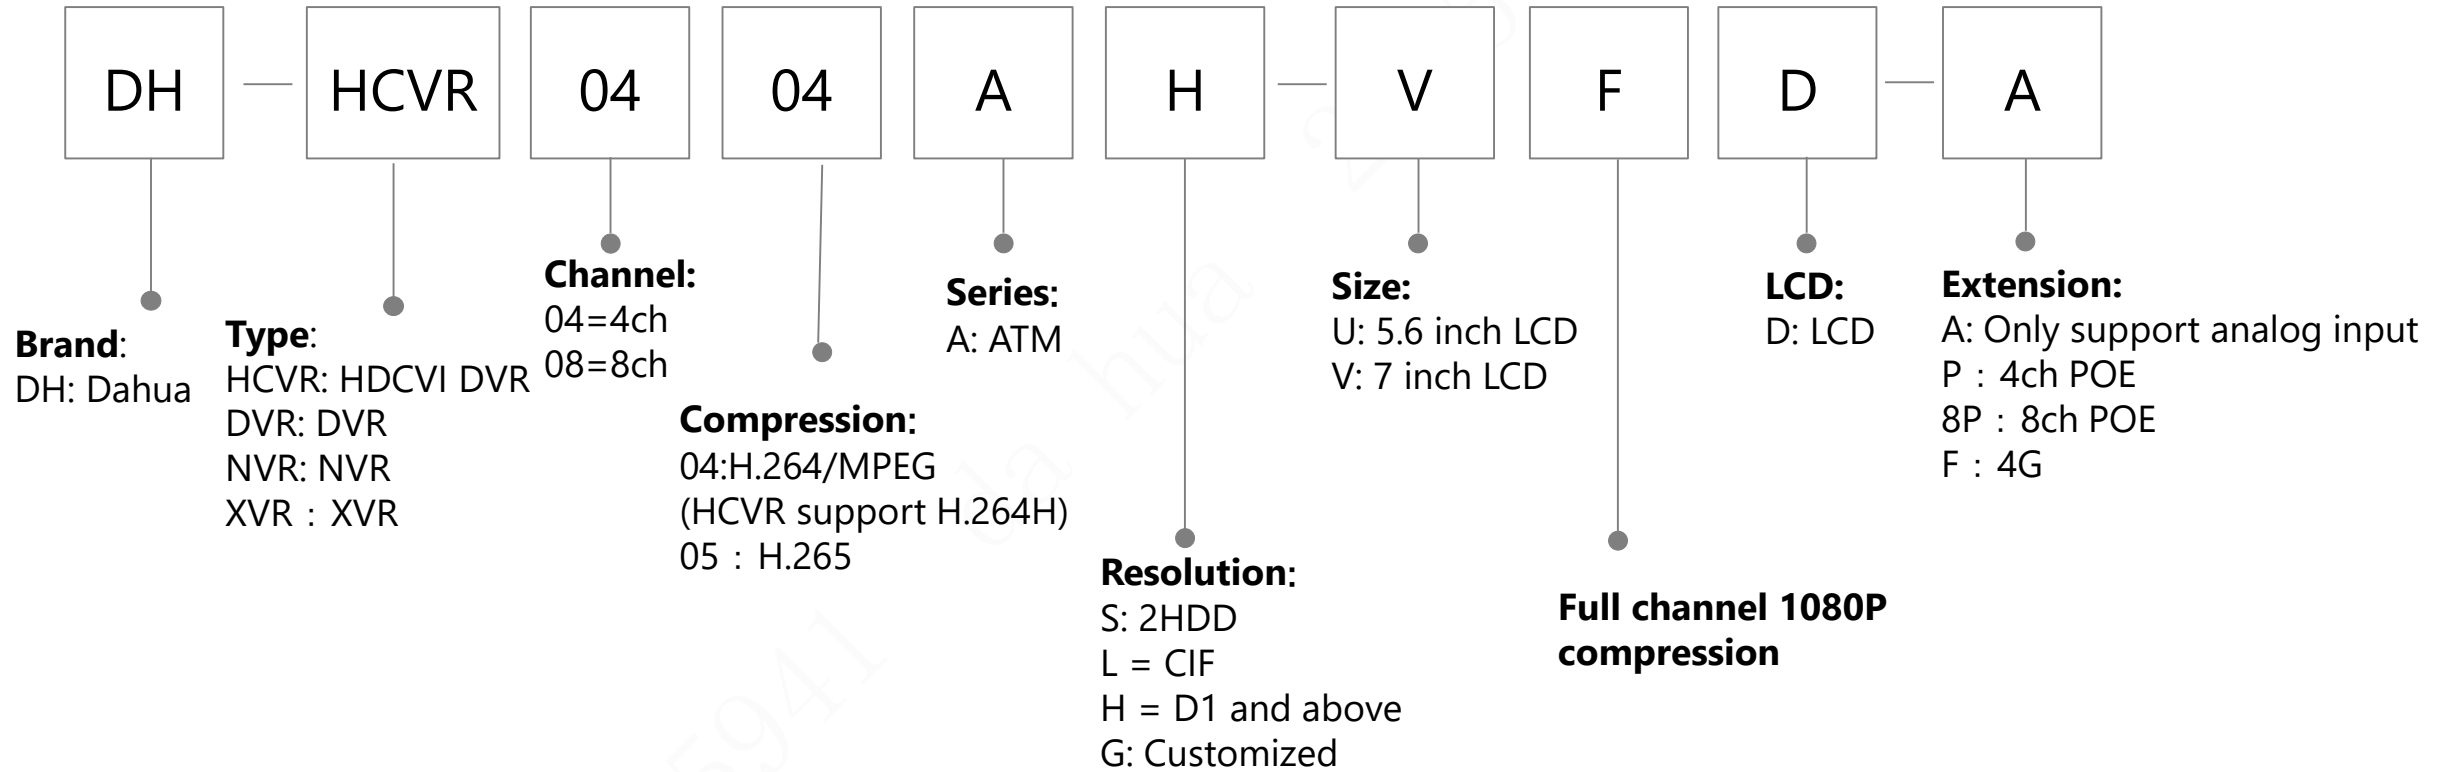 DH — HCVR 04 04 A H — V F D — A
Brand:
DH: Dahua
Type:
HCVR: HDCVI DVR
DVR: DVR
NVR: NVR
XVR : XVR
Channel:
04=4ch
08=8ch
Compression:
04:H.264/MPEG
(HCVR support H.264H)
05 : H.265
Series:
A: ATM
Resolution:
S: 2HDD
L = CIF
H = D1 and above
G: Customized
Size:
U: 5.6 inch LCD
V: 7 inch LCD
Full channel 1080P
compression
LCD:
D: LCD
Extension:
A: Only support analog input
P : 4ch POE
8P : 8ch POE
F : 4G